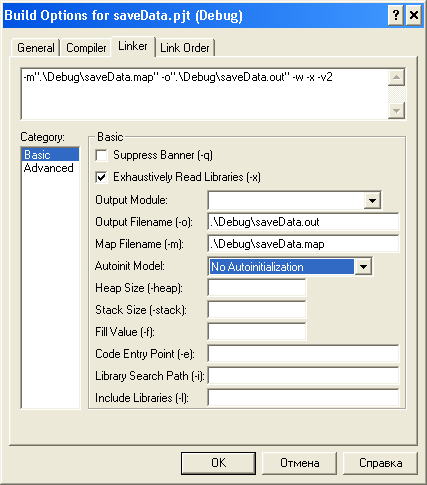 Build Options for saveData.pjt (Debug)
General Compiler Linker Link Order
-m".\Debug\saveData.map" -o".\Debug\saveData.out" -w -x -v2
Category:
Basic
Advanced
Basic
Suppress Banner (-q)
Exhaustively Read Libraries (-x)
Output Module:
Output Filename (-o): .\Debug\saveData.out
Map Filename (-m): .\Debug\saveData.map
Autoinit Model: No Autoinitialization
Heap Size (-heap):
Stack Size (-stack):
Fill Value (-f):
Code Entry Point (-e):
Library Search Path (-i):
Include Libraries (-l):
OK Отмена Справка